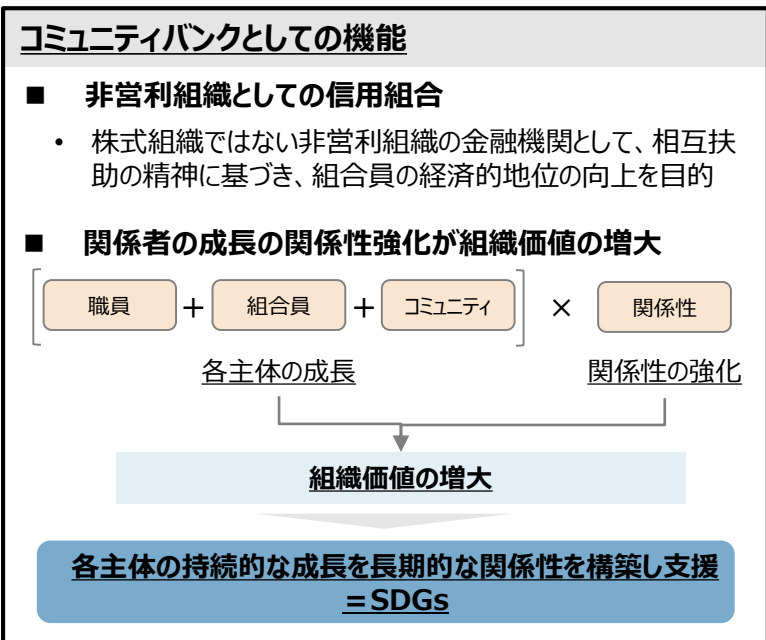 コミュニティバンクとしての機能
■ 非営利組織としての信用組合
• 株式組織ではない非営利組織の金融機関として、相互扶
助の精神に基づき、組合員の経済的地位の向上を目的
■ 関係者の成長の関係性強化が組織価値の増大
[職員 + 組合員 + コミュニティ] × 関係性
各主体の成長 関係性の強化
組織価値の増大
各主体の持続的な成長を長期的な関係性を構築し支援
=SDGs